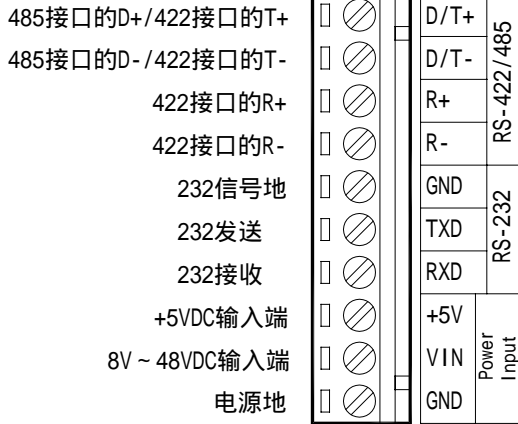 485接口的D+/422接口的T+ D/T+
485接口的D-/422接口的T- D/T-
422接口的R+ R+
422接口的R- R-
RS-422/485
232信号地 GND
232发送 TXD
232接收 RXD
RS-232
+5VDC输入端 +5V
8V~48VDC输入端 VIN
电源地 GND
Power
Input